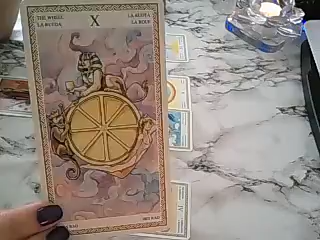 THE WHEEL
LA RUEDA
X
LA RUOTA
LA ROUE